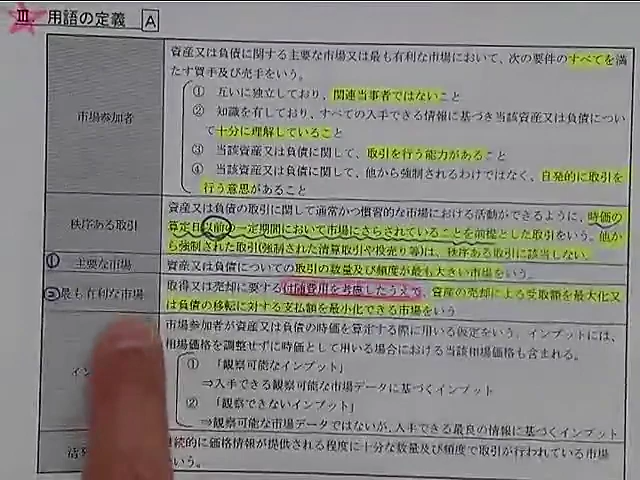 Ⅲ. 用語の定義 A
資産又は負債に関する主要な市場又は最も有利な市場において、次の要件のすべてを満
たす買手及び売手をいう。
① 互いに独立しており、関連当事者ではないこと
② 知識を有しており、すべての入手できる情報に基づき当該資産又は負債につい
て十分に理解していること
市場参加者
③ 当該資産又は負債に関して、取引を行う能力があること
④ 当該資産又は負債に関して、他から強制されるわけではなく、自発的に取引を
行う意思があること
資産又は負債の取引に関して通常かつ慣習的な市場における活動ができるように、時価の
秩序ある取引
算定日以前の一定期間において市場にさらされていることを前提とした取引をいう。他か
ら強制された取引(強制された清算取引や投売り等)は、秩序ある取引に該当しない。
① 主要な市場
資産又は負債についての取引の数量及び頻度が最も大きい市場をいう。
② 最も有利な市場
取得又は売却に要する付随費用を考慮したうえで、資産の売却による受取額を最大化又
は負債の移転に対する支払額を最小化できる市場をいう
市場参加者が資産又は負債の時価を算定する際に用いる仮定をいう。インプットには、
相場価格を調整せずに時価として用いる場合における当該相場価格も含まれる。
① 「観察可能なインプット」
⇒入手できる観察可能な市場データに基づくインプット
② 「観察できないインプット」
⇒観察可能な市場データではないが、入手できる最良の情報に基づくインプット
継続的に価格情報が提供される程度に十分な数量及び頻度で取引が行われている市場
をいう。